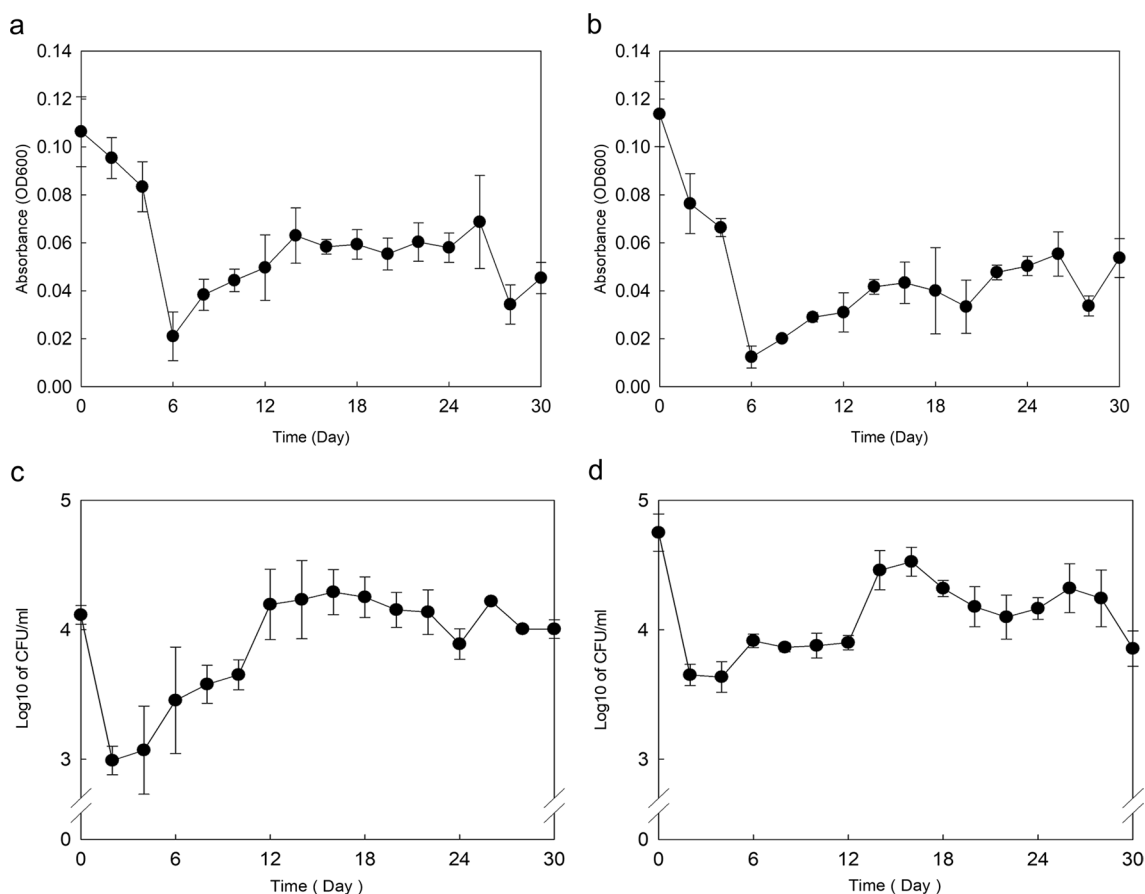 a
0.14
0.12
0.10
0.08
0.06
0.04
0.02
0.00
Absorbance (OD600)
0 6 12 18 24 30
Time (Day)
b
0.14
0.12
0.10
0.08
0.06
0.04
0.02
0.00
Absorbance (OD600)
0 6 12 18 24 30
Time (Day)
c
5
4
3
0
Log10 of CFU/ml
0 6 12 18 24 30
Time ( Day )
d
5
4
3
0
Log10 of CFU/ml
0 6 12 18 24 30
Time ( Day )